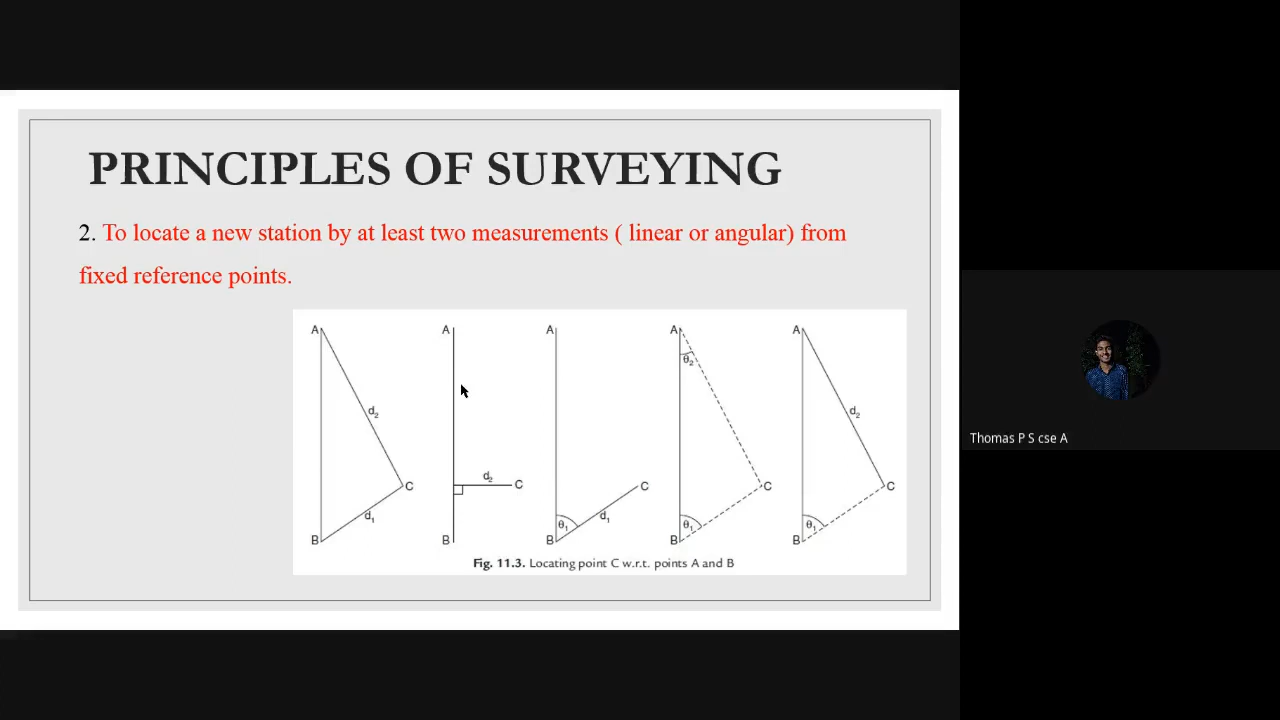 PRINCIPLES OF SURVEYING
2. To locate a new station by at least two measurements ( linear or angular) from
fixed reference points.
A A A A A
θ₂
d₂ d₂
d₂ C
C C C C
d₁ θ₁ d₁ θ₁ θ₁
B B B B B
Fig. 11.3. Locating point C w.r.t. points A and B
Thomas P S cse A